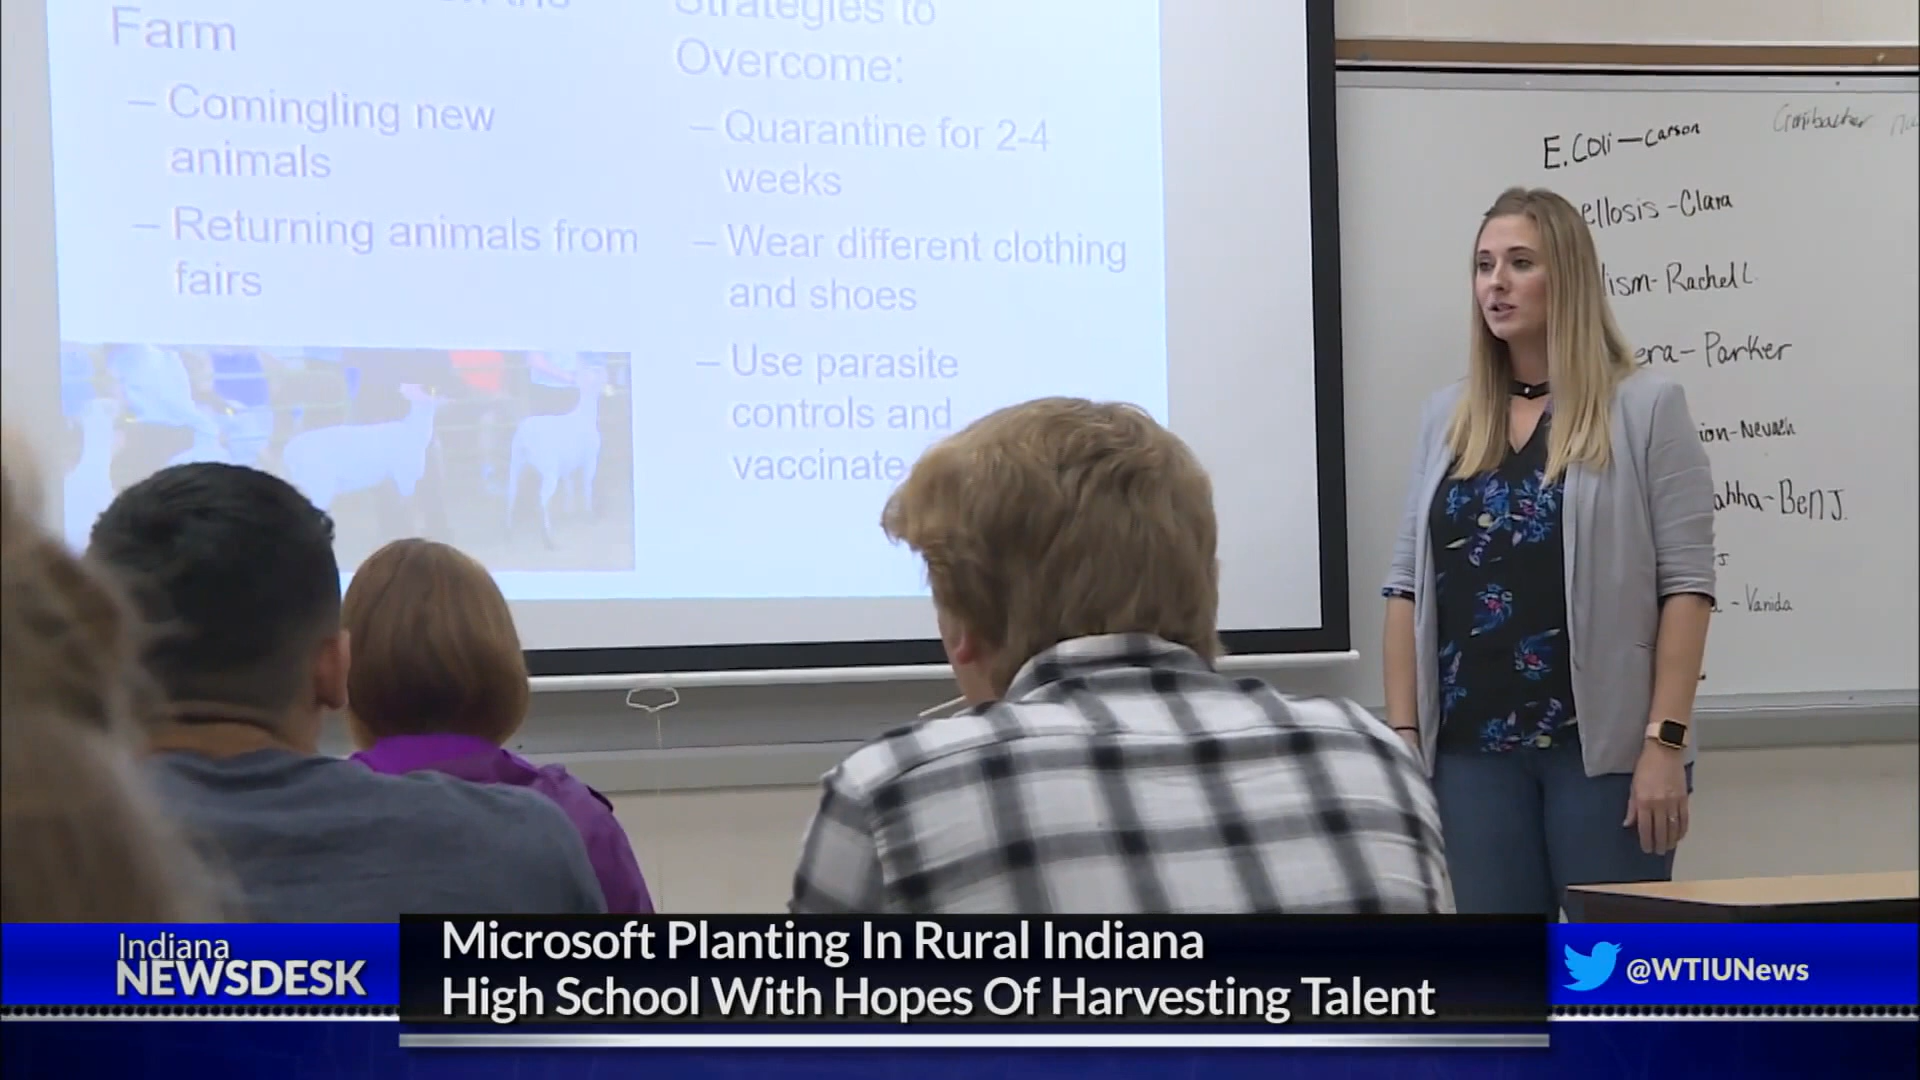 Farm
– Comingling new
animals
– Returning animals from
fairs
Strategies to
Overcome:
– Quarantine for 2-4
weeks
– Wear different clothing
and shoes
– Use parasite
controls and
vaccinate
E.Coli – Carson
ellosis - Clara
lism - Rachel L.
era - Parker
ion - Nevaeh
ahha - Ben J.
J.
a - Vanida
Indiana
NEWSDESK
Microsoft Planting In Rural Indiana
High School With Hopes Of Harvesting Talent
@WTIUNews